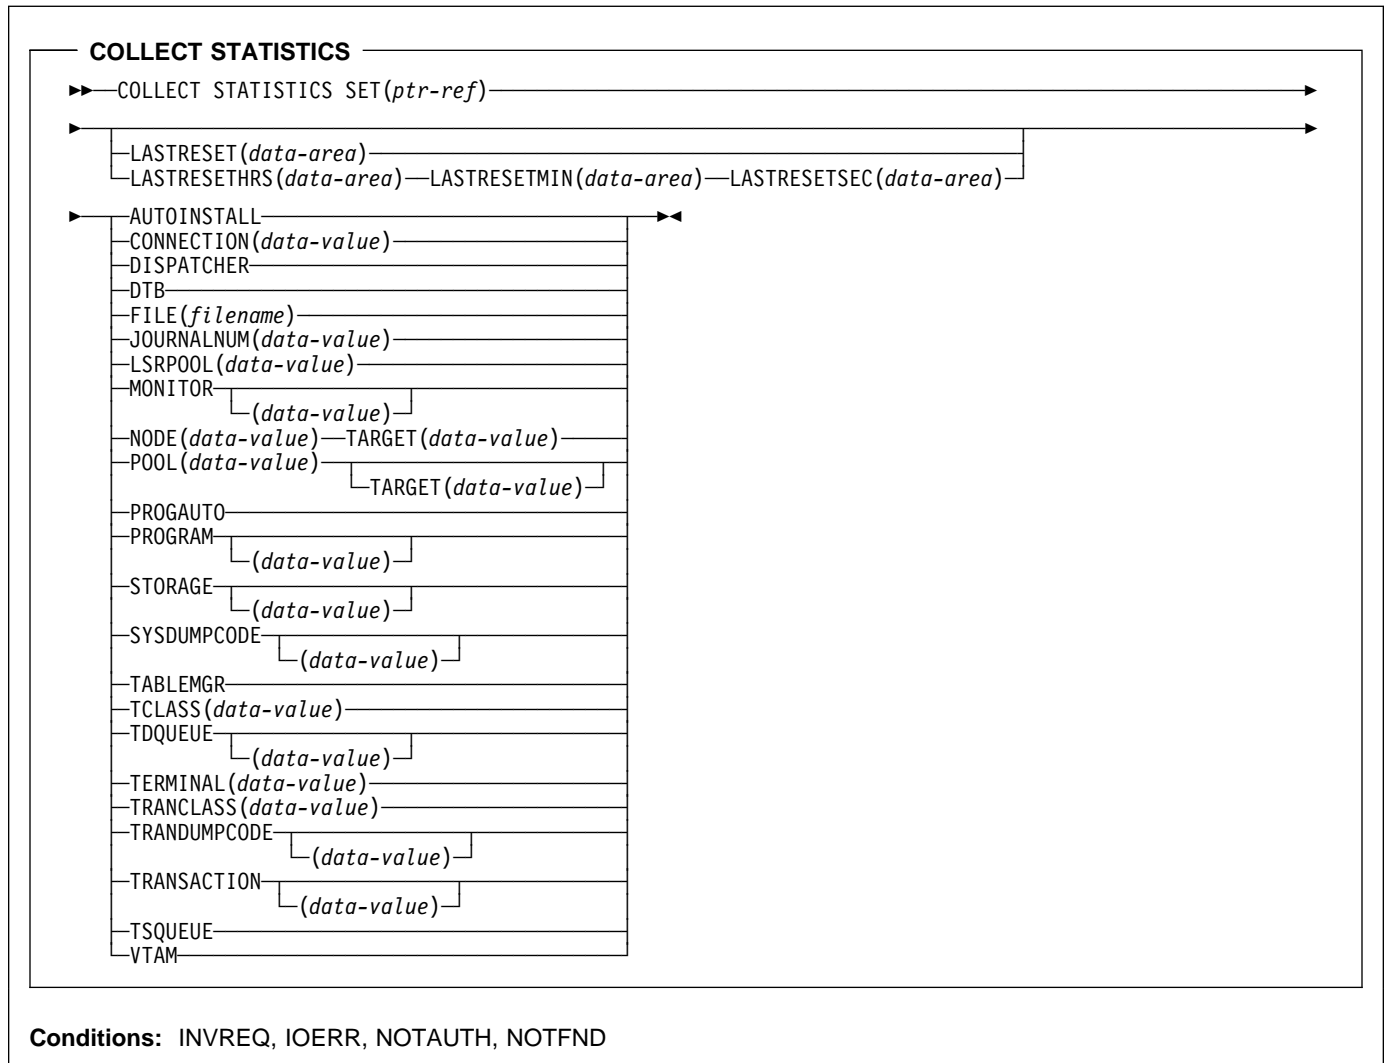 COLLECT STATISTICS
COLLECT STATISTICS SET(ptr-ref)
LASTRESET(data-area)
LASTRESETHRS(data-area) LASTRESETMIN(data-area) LASTRESETSEC(data-area)
AUTOINSTALL
CONNECTION(data-value)
DISPATCHER
DTB
FILE(filename)
JOURNALNUM(data-value)
LSRPOOL(data-value)
MONITOR
(data-value)
NODE(data-value) TARGET(data-value)
POOL(data-value)
TARGET(data-value)
PROGAUTO
PROGRAM
(data-value)
STORAGE
(data-value)
SYSDUMPCODE
(data-value)
TABLEMGR
TCLASS(data-value)
TDQUEUE
(data-value)
TERMINAL(data-value)
TRANCLASS(data-value)
TRANDUMPCODE
(data-value)
TRANSACTION
(data-value)
TSQUEUE
VTAM
Conditions: INVREQ, IOERR, NOTAUTH, NOTFND